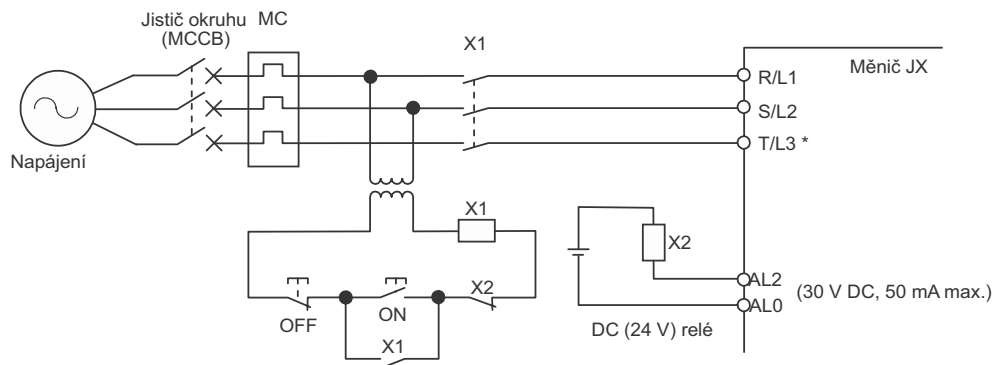 Jistič okruhu
(MCCB)
MC
X1
Měnič JX
R/L1
S/L2
T/L3 *
Napájení
X1
X2
OFF
ON
X2
X1
DC (24 V) relé
AL2
AL0
(30 V DC, 50 mA max.)